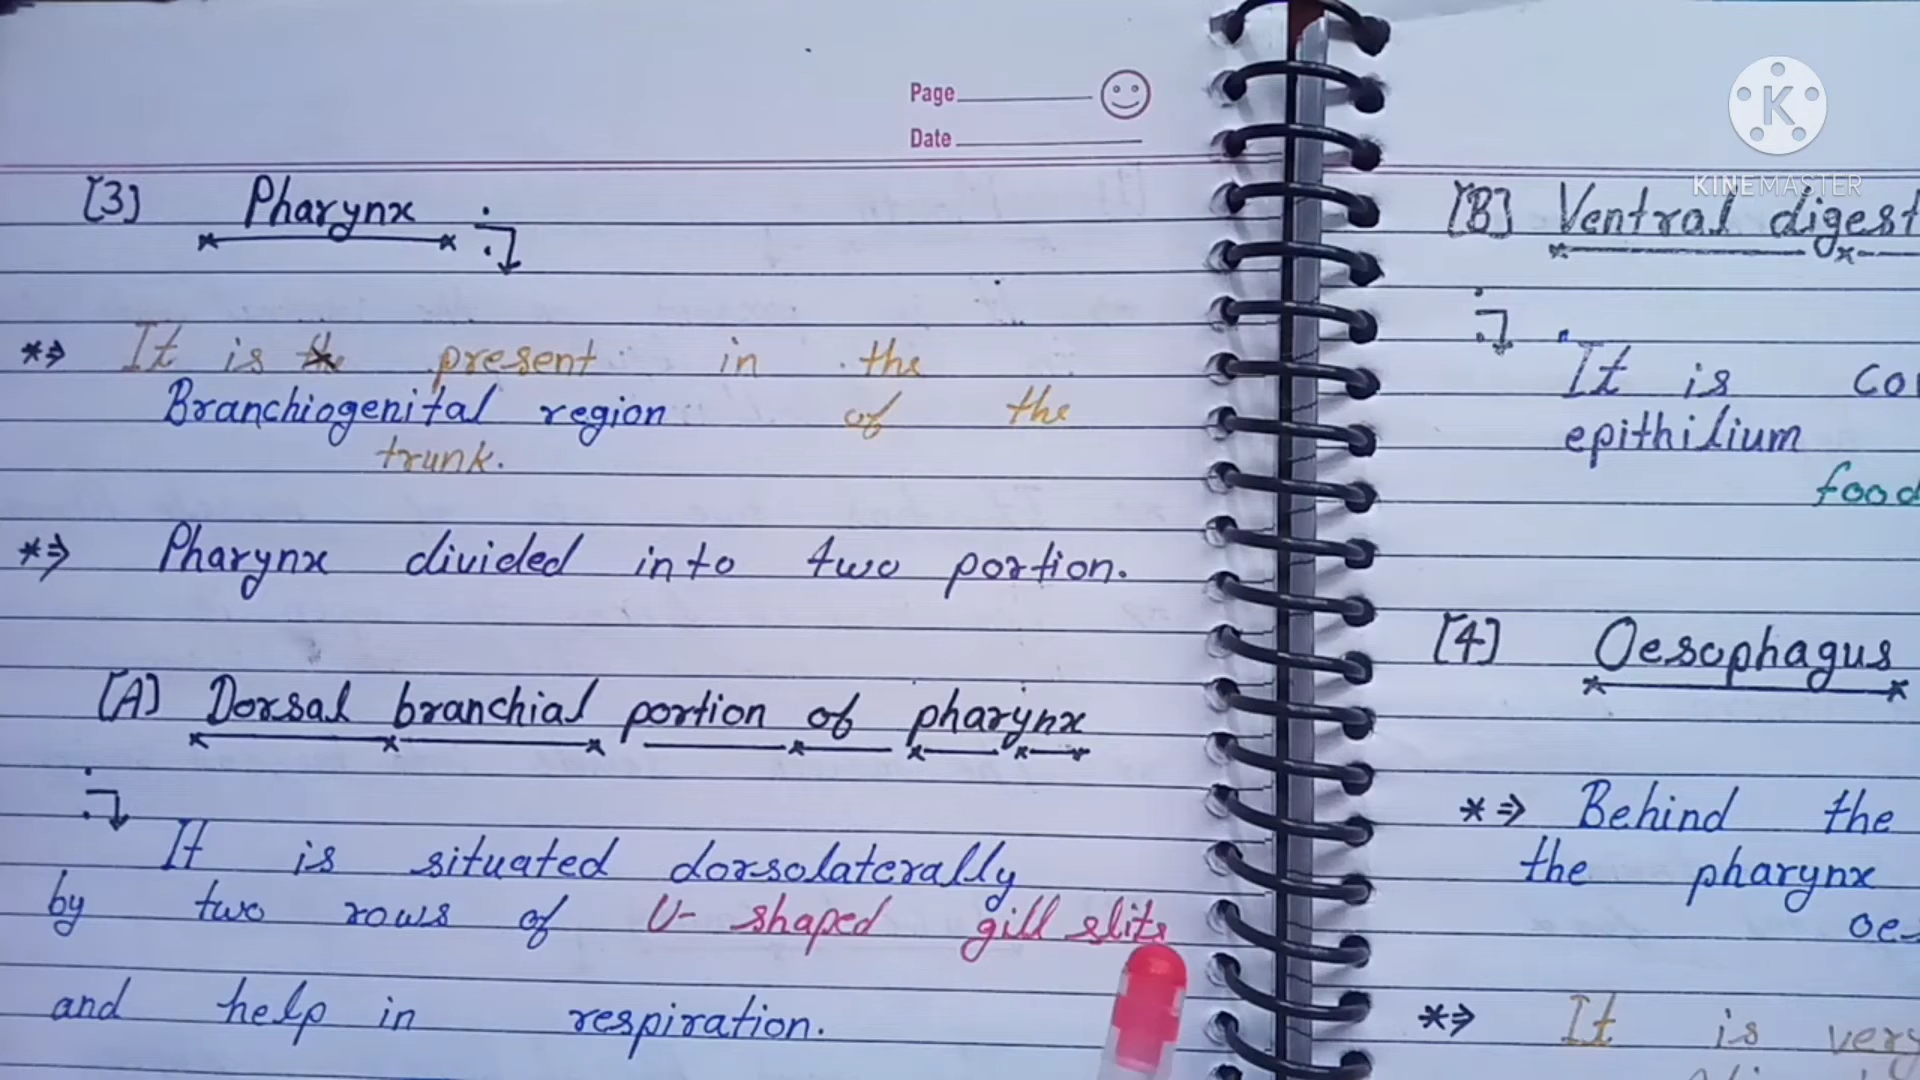 Page
Date
[3] Pharynx :
*⇒ It is present in the
Branchiogenital region of the
trunk.
*⇒ Pharynx divided into two portion.
[A] Dorsal branchial portion of pharynx
:
It is situated dorsolaterally
by two rows of U-shaped gill slits
and help in respiration.
K
KINEMASTER
[B] Ventral digest
:
It is co
epithilium
food
[4] Oesophagus
*⇒ Behind the
the pharynx
oes
*⇒ It is very